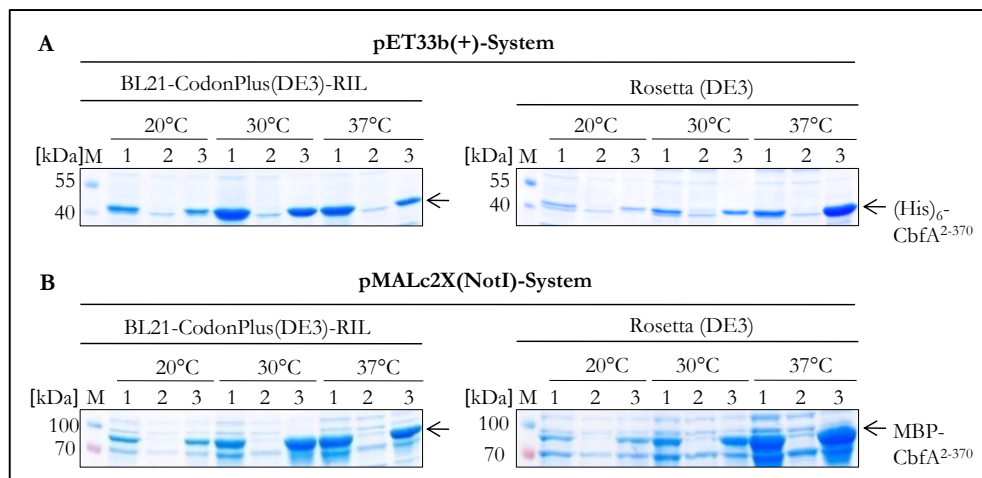 A pET33b(+)-System
BL21-CodonPlus(DE3)-RIL Rosetta (DE3)
20°C 30°C 37°C 20°C 30°C 37°C
[kDa] M 1 2 3 1 2 3 1 2 3 [kDa] M 1 2 3 1 2 3 1 2 3
55 55
40 40 (His)6-
CbfA2-370
B pMALc2X(NotI)-System
BL21-CodonPlus(DE3)-RIL Rosetta (DE3)
20°C 30°C 37°C 20°C 30°C 37°C
[kDa] M 1 2 3 1 2 3 1 2 3 [kDa] M 1 2 3 1 2 3 1 2 3
100 100 MBP-
70 70 CbfA2-370